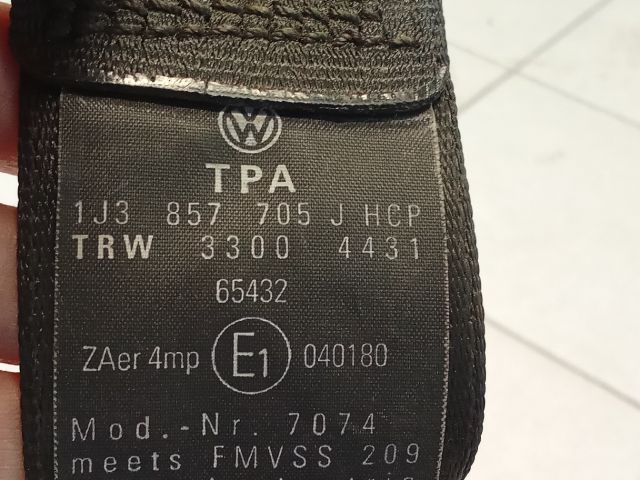 TPA
1J3 857 705 J HCP
TRW 3300 4431
65432
ZAer 4mp E1 040180
Mod.-Nr. 7074
meets FMVSS 209